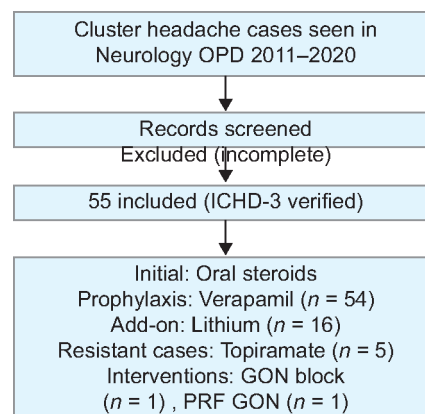 Cluster headache cases seen in
Neurology OPD 2011–2020
Records screened
Excluded (incomplete)
55 included (ICHD-3 verified)
Initial: Oral steroids
Prophylaxis: Verapamil (n = 54)
Add-on: Lithium (n = 16)
Resistant cases: Topiramate (n = 5)
Interventions: GON block
(n = 1) , PRF GON (n = 1)